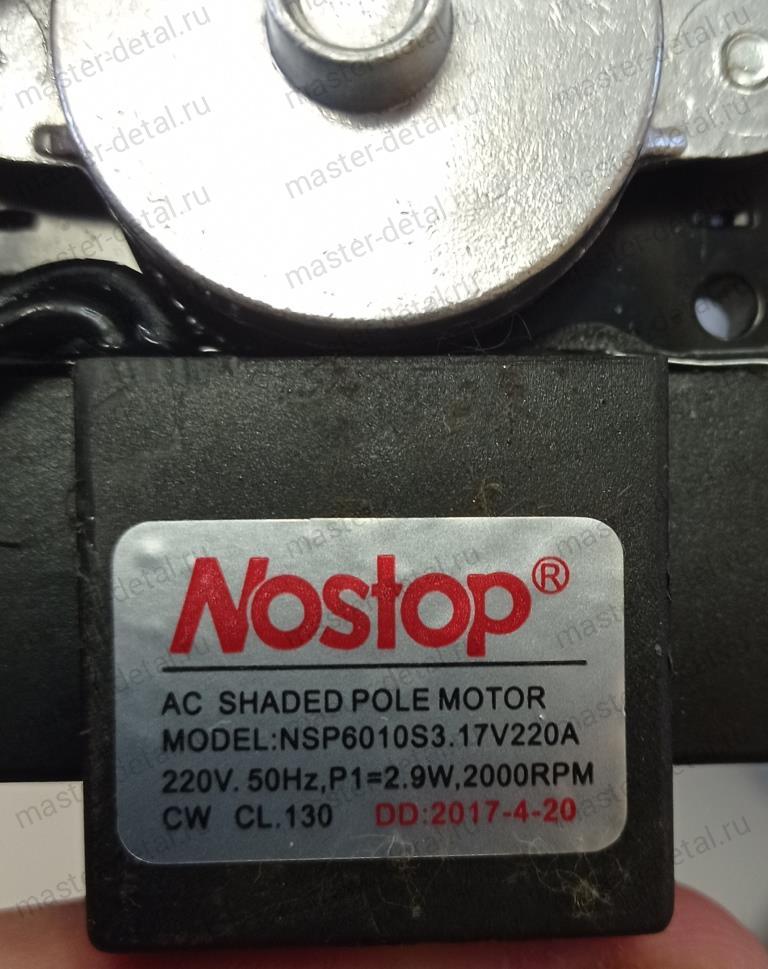 Nostop®
AC SHADED POLE MOTOR
MODEL:NSP6010S3.17V220A
220V. 50Hz,P1=2.9W,2000RPM
CW CL.130 DD:2017-4-20
master-detal.ru